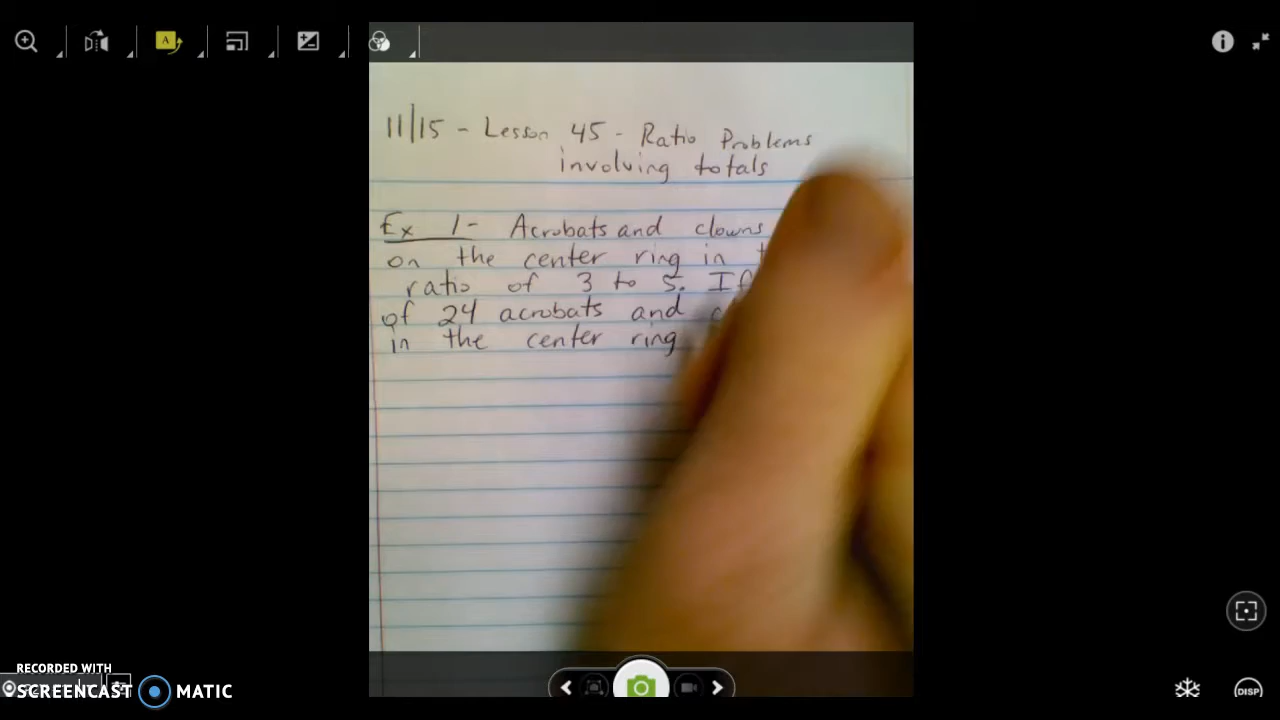 A
11/15 - Lesson 45 - Ratio Problems
involving totals
Ex 1- Acrobats and clowns
on the center ring in
ratio of 3 to 5. If
of 24 acrobats and
in the center ring
RECORDED WITH
SCREENCAST MATIC
DISP